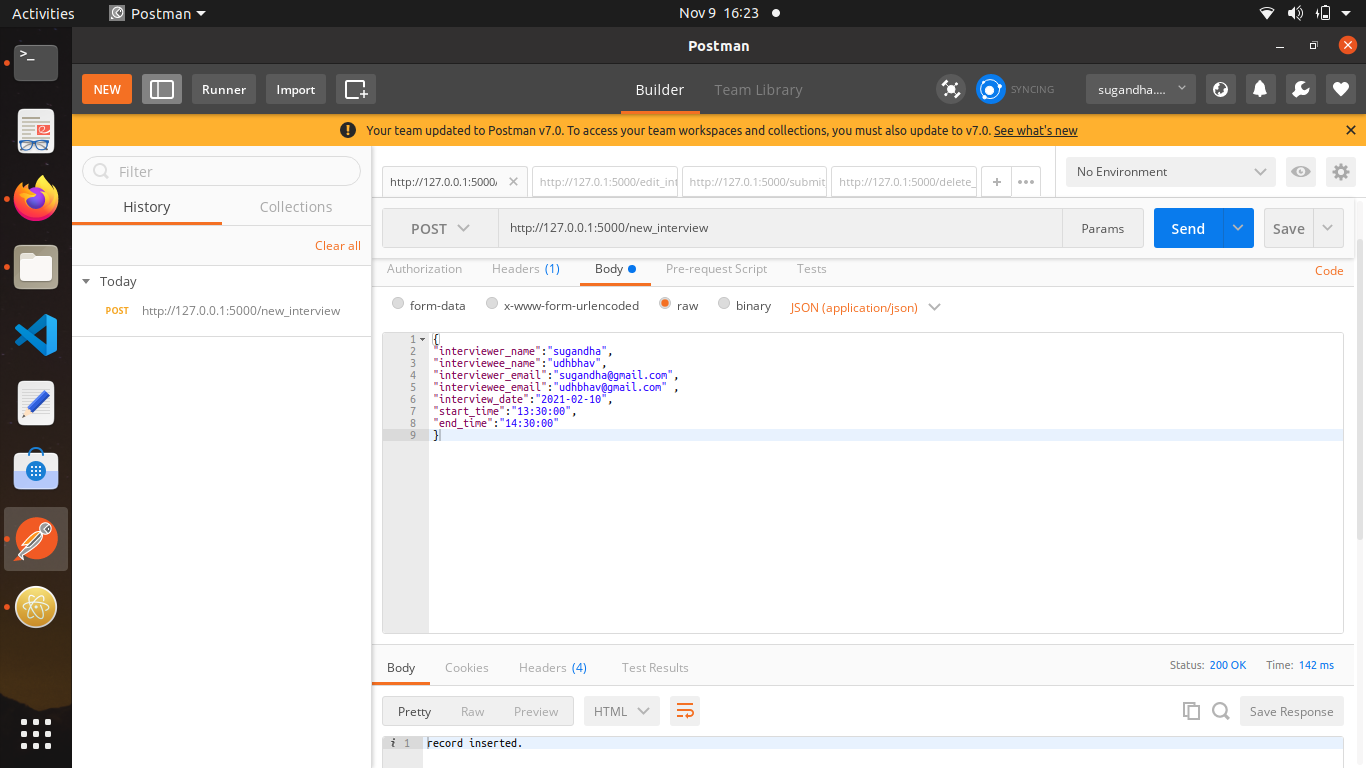 Activities
Postman
Nov 9 16:23
Postman
NEW
Runner
Import
Builder
Team Library
SYNCING
sugandha....
Your team updated to Postman v7.0. To access your team workspaces and collections, you must also update to v7.0. See what's new
Filter
History
Collections
Clear all
Today
POST http://127.0.0.1:5000/new_interview
http://127.0.0.1:5000/
http://127.0.1:5000/edit_int
http://127.0.1:5000/submit
http://127.0.1:5000/delete_
No Environment
POST
http://127.0.0.1:5000/new_interview
Params
Send
Save
Authorization
Headers (1)
Body
Pre-request Script
Tests
Code
form-data
x-www-form-urlencoded
raw
binary
JSON (application/json)
1 {
2 "interviewer_name":"sugandha",
3 "interviewee_name":"udhbhav",
4 "interviewer_email":"sugandha@gmail.com",
5 "interviewee_email":"udhbhav@gmail.com" ,
6 "interview_date":"2021-02-10",
7 "start_time":"13:30:00",
8 "end_time":"14:30:00"
9 }
Body
Cookies
Headers (4)
Test Results
Status: 200 OK
Time: 142 ms
Pretty
Raw
Preview
HTML
Save Response
i 1 record inserted.